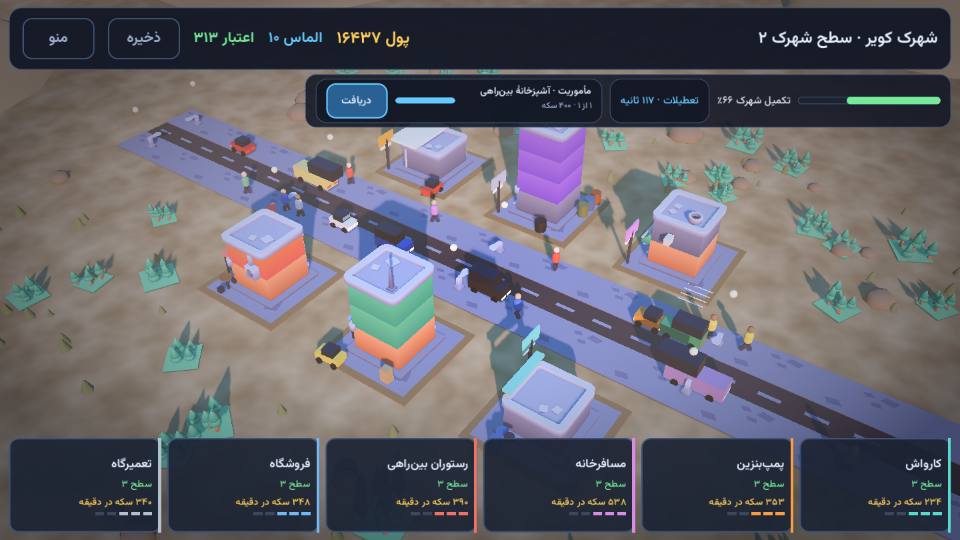 شهرک کویر · سطح شهرک ۲
پول ۱۶۴۳۷
الماس ۱۰
اعتبار ۳۱۳
ذخیره
منو
تکمیل شهرک ۶۶٪
تعطیلات · ۱۱۷ ثانیه
مأموریت · آشپزخانهٔ بین‌راهی
۱ از ۱ · ۴۰۰ سکه
دریافت
کارواش
سطح ۳
۲۳۴ سکه در دقیقه
پمپ‌بنزین
سطح ۳
۳۵۳ سکه در دقیقه
مسافرخانه
سطح ۳
۵۳۸ سکه در دقیقه
رستوران بین‌راهی
سطح ۳
۳۹۰ سکه در دقیقه
فروشگاه
سطح ۳
۳۴۸ سکه در دقیقه
تعمیرگاه
سطح ۳
۳۴۰ سکه در دقیقه